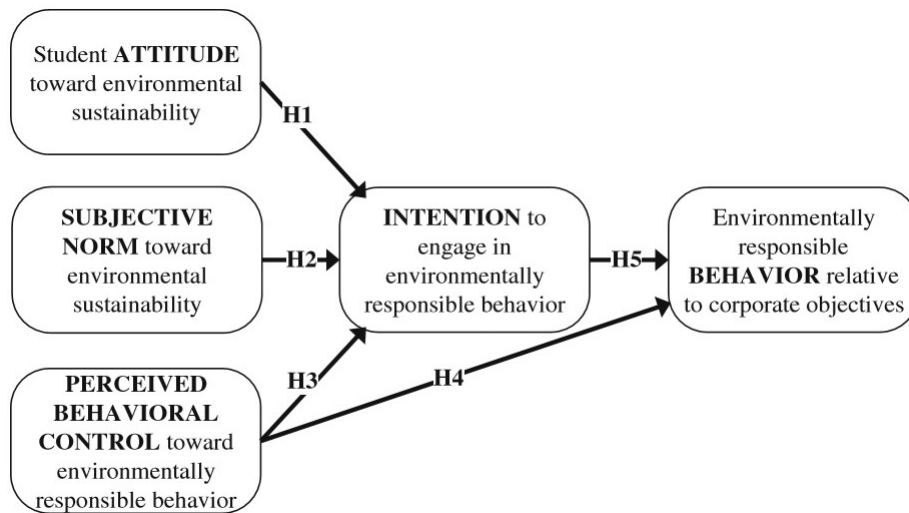 Student ATTITUDE
toward environmental
sustainability
H1
SUBJECTIVE
NORM toward
environmental
sustainability
H2
INTENTION to
engage in
environmentally
responsible behavior
H5
Environmentally
responsible
BEHAVIOR relative
to corporate objectives
H3
H4
PERCEIVED
BEHAVIORAL
CONTROL toward
environmentally
responsible behavior